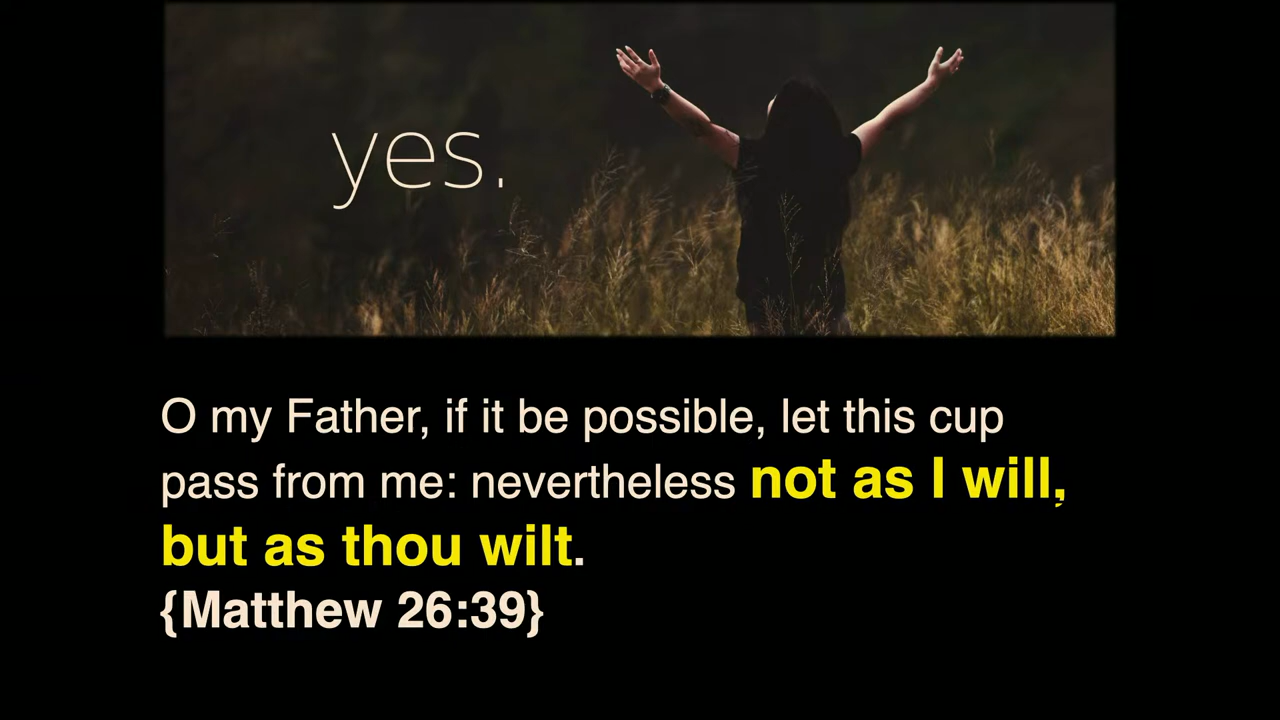 yes.
O my Father, if it be possible, let this cup
pass from me: nevertheless not as I will,
but as thou wilt.
{Matthew 26:39}